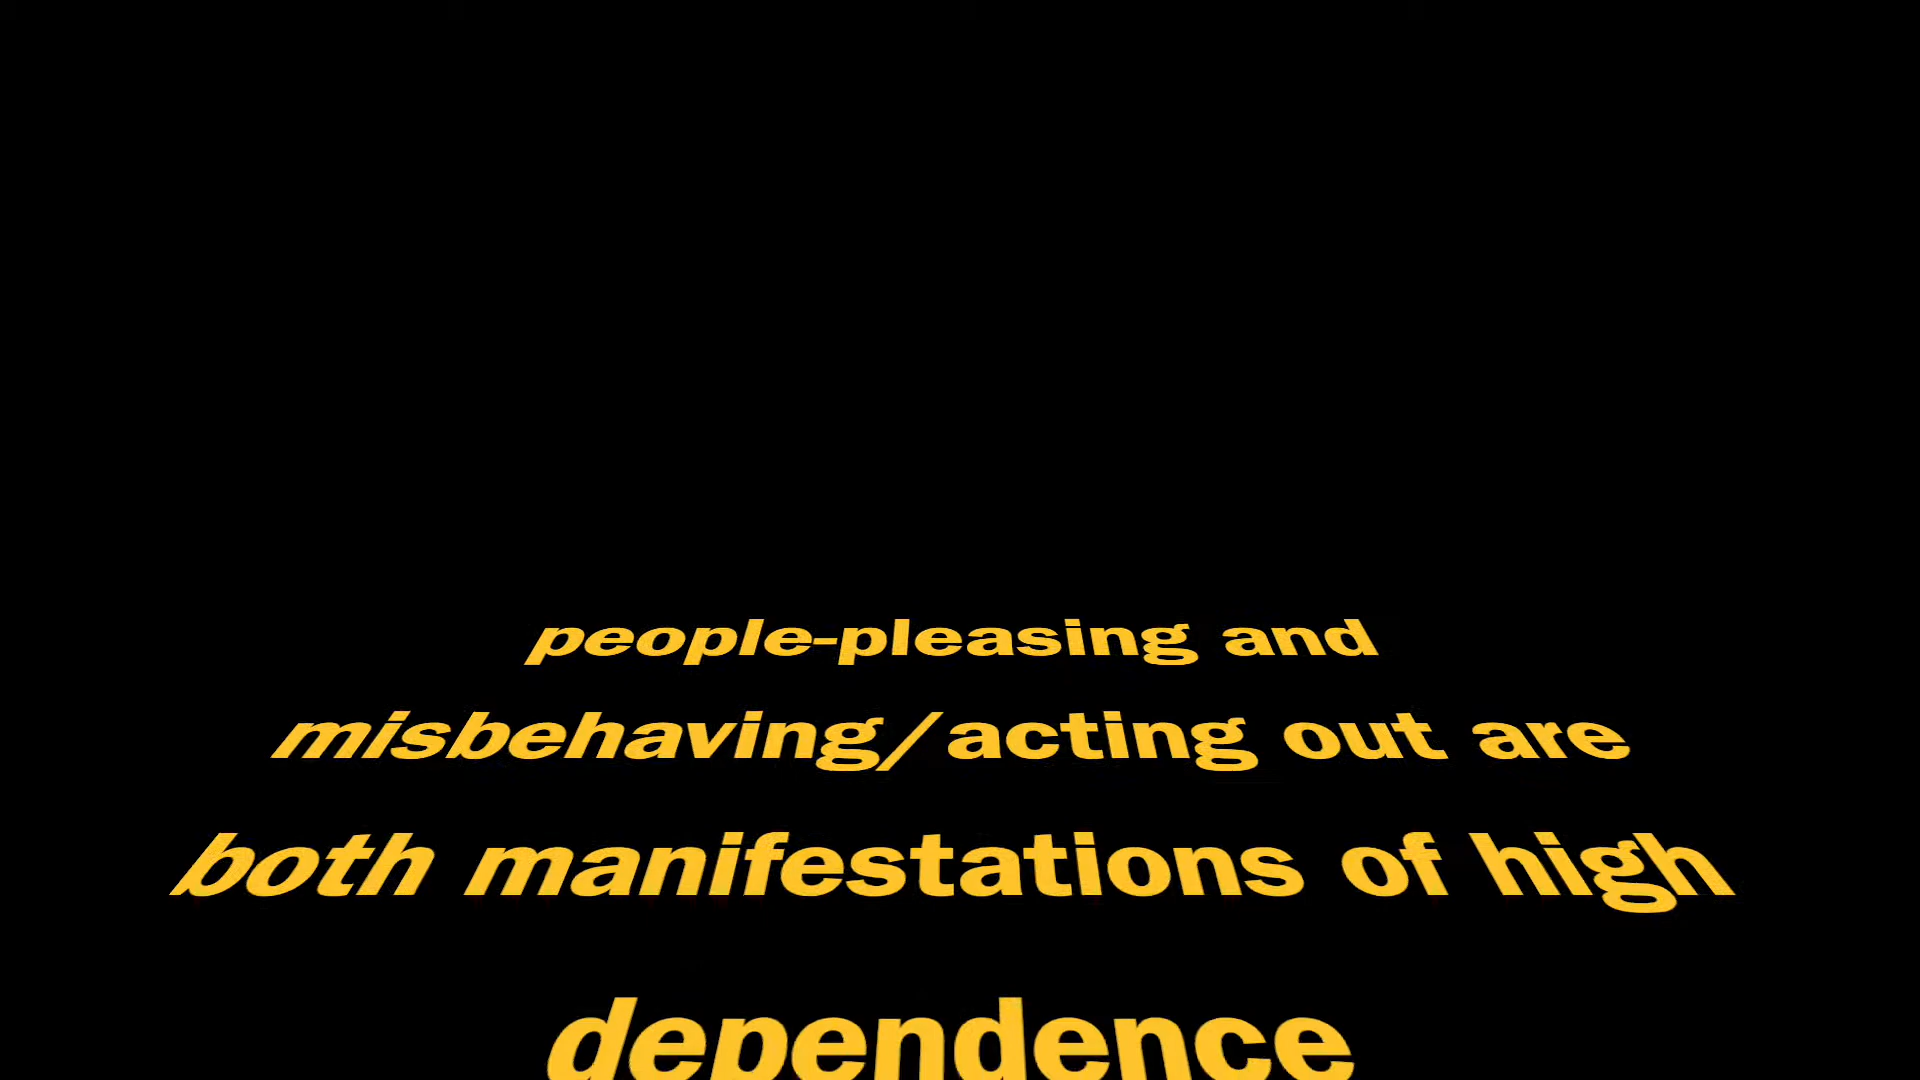 people-pleasing and
misbehaving/acting out are
both manifestations of high
dependence